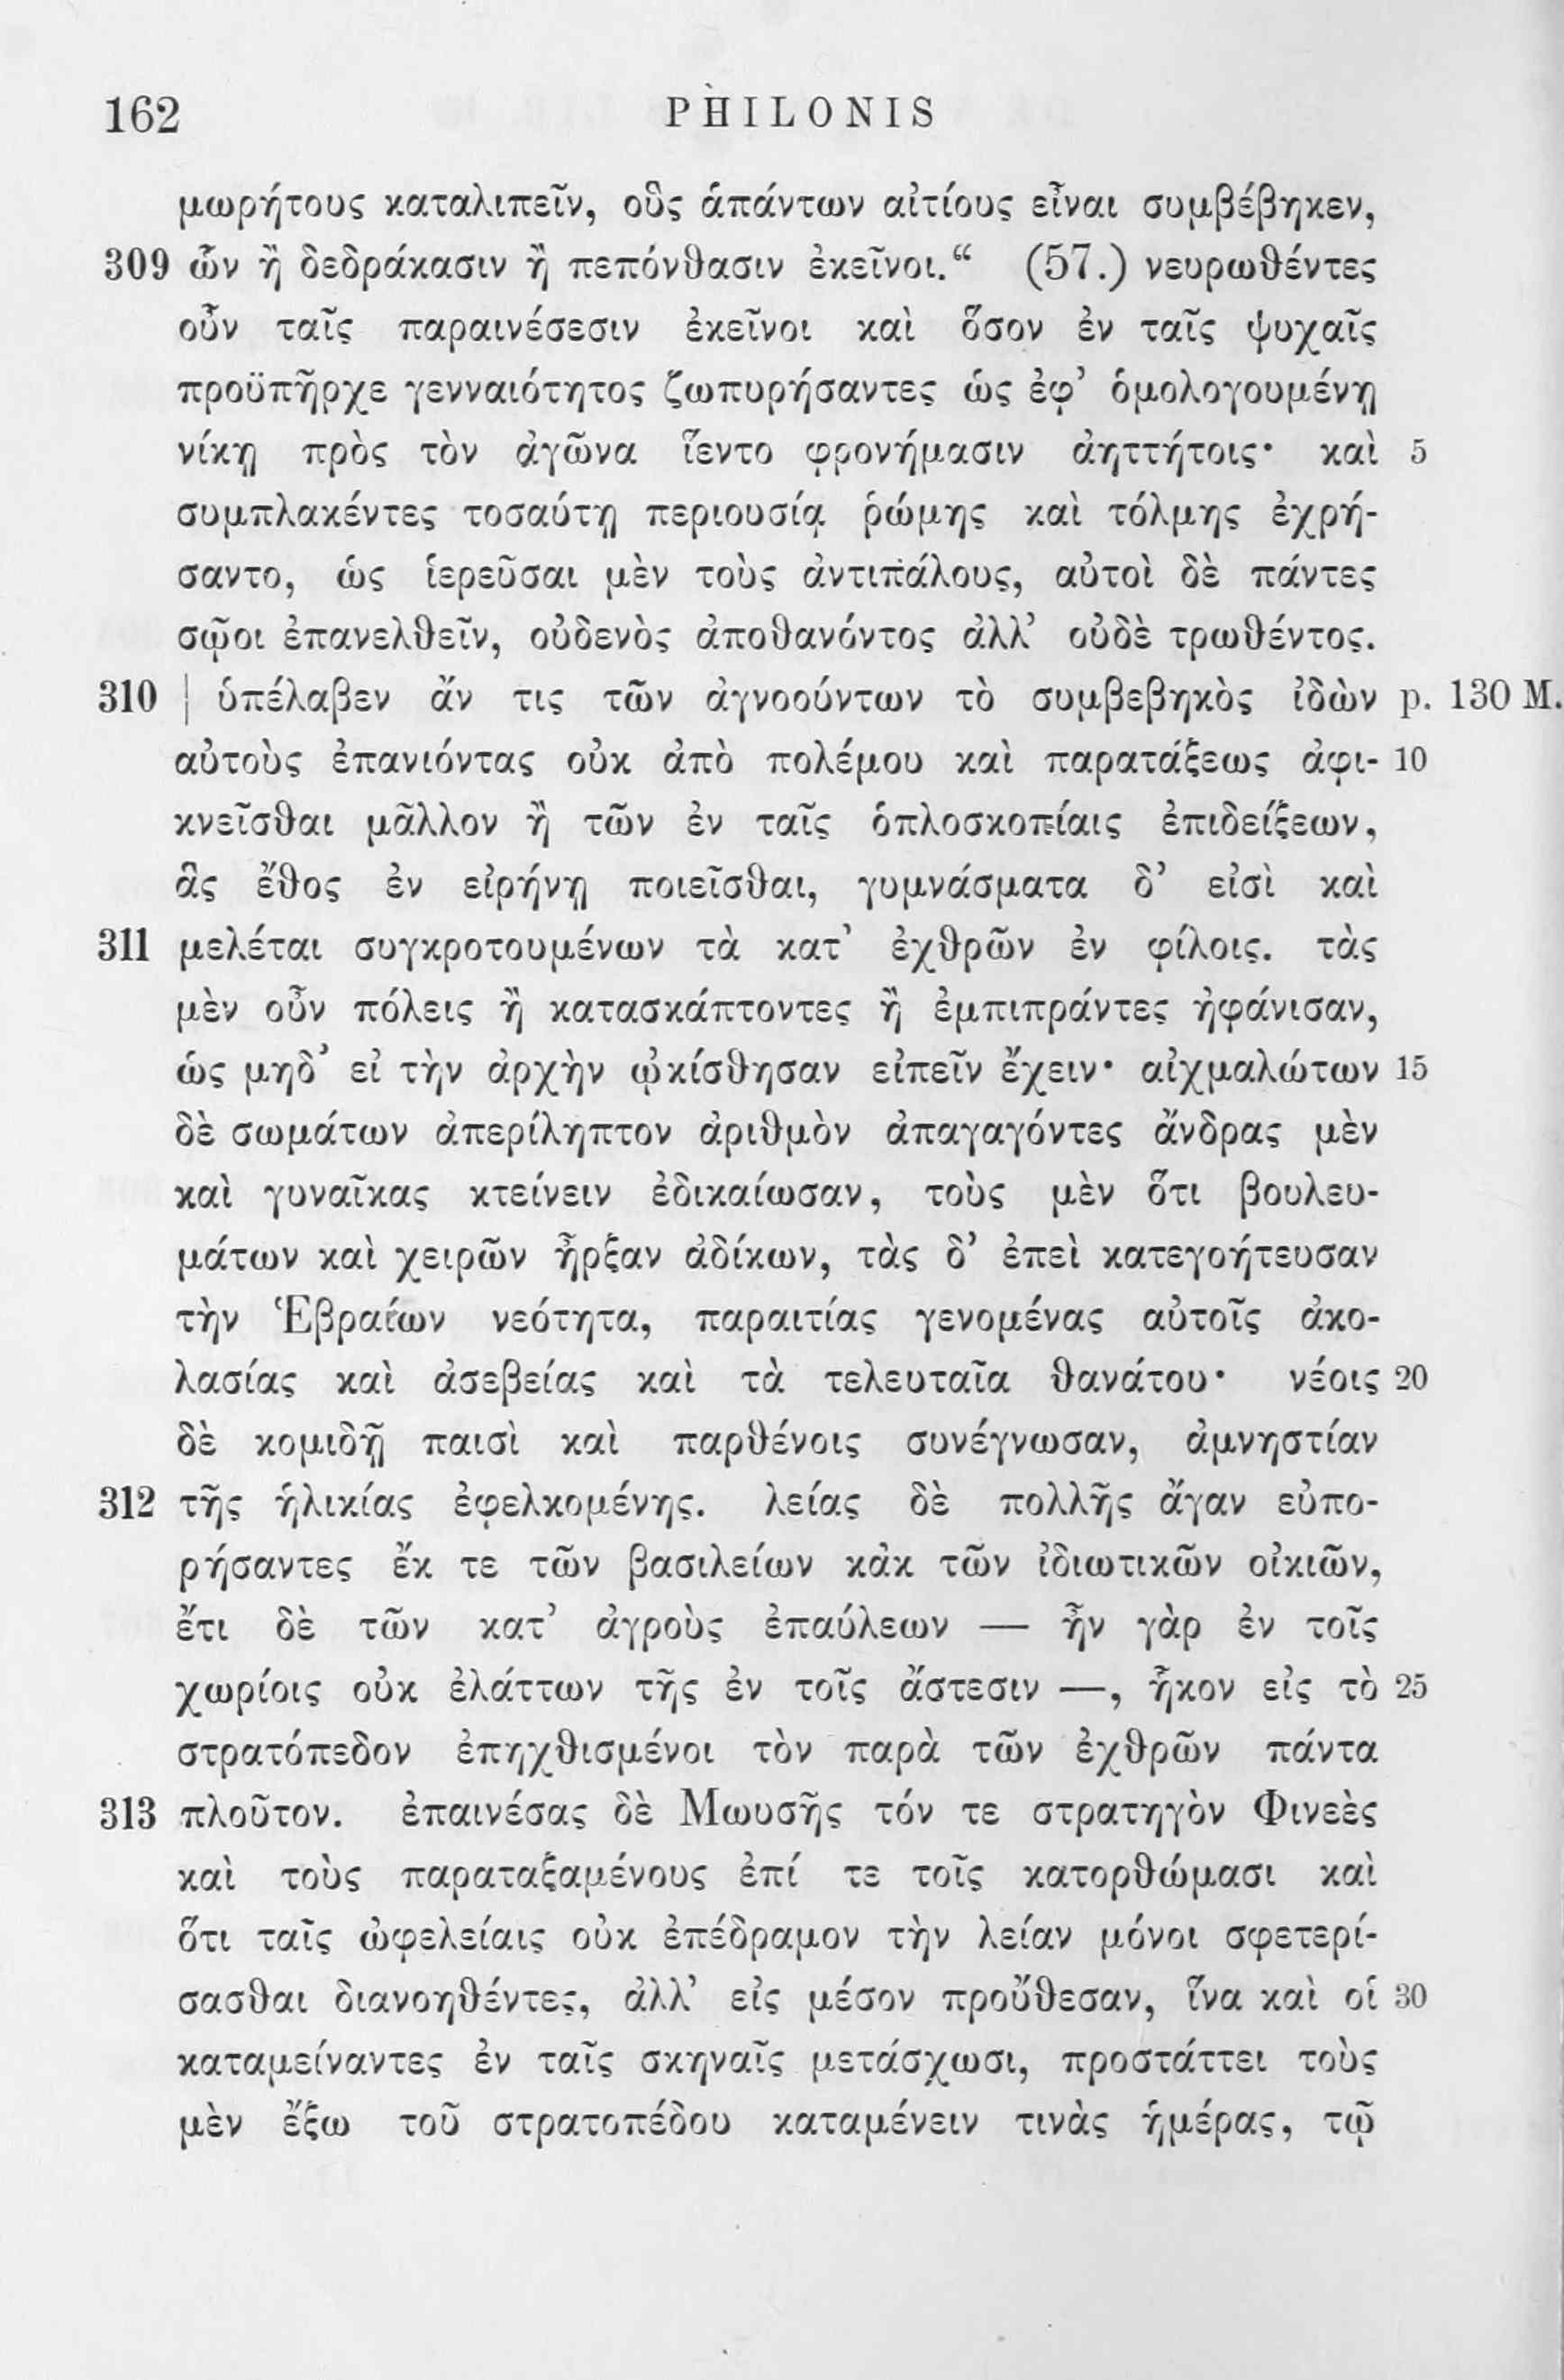 162 PHILONIS
μωρήτους καταλιπεῖν, οὓς ἁπάντων αἰτίους εἶναι συμβέβηκεν,
309 ὧν ἢ δεδράκασιν ἢ πεπόνθασιν ἐκεῖνοι.“ (57.) νευρωθέντες
οὖν ταῖς παραινέσεσιν ἐκεῖνοι καὶ ὅσον ἐν ταῖς ψυχαῖς
προϋπῆρχε γενναιότητος ζωπυρήσαντες ὡς ἐφ’ ὁμολογουμένῃ
νίκῃ πρὸς τὸν ἀγῶνα ἵεντο φρονήμασιν ἀηττήτοις· καὶ 5
συμπλακέντες τοσαύτῃ περιουσίᾳ ῥώμης καὶ τόλμης ἐχρή-
σαντο, ὡς ἱερεῦσαι μὲν τοὺς ἀντιπάλους, αὐτοὶ δὲ πάντες
σῷοι ἐπανελθεῖν, οὐδενὸς ἀποθανόντος ἀλλ’ οὐδὲ τρωθέντος.
310 | ὑπέλαβεν ἄν τις τῶν ἀγνοούντων τὸ συμβεβηκὸς ἰδὼν p. 130 M.
αὐτοὺς ἐπανιόντας οὐκ ἀπὸ πολέμου καὶ παρατάξεως ἀφι- 10
κνεῖσθαι μᾶλλον ἢ τῶν ἐν ταῖς ὁπλοσκοπίαις ἐπιδείξεων,
ἃς ἔθος ἐν εἰρήνῃ ποιεῖσθαι, γυμνάσματα δ’ εἰσὶ καὶ
311 μελέται συγκροτουμένων τὰ κατ’ ἐχθρῶν ἐν φίλοις. τὰς
μὲν οὖν πόλεις ἢ κατασκάπτοντες ἢ ἐμπιπράντες ἠφάνισαν,
ὡς μηδ’ εἰ τὴν ἀρχὴν ᾠκίσθησαν εἰπεῖν ἔχειν· αἰχμαλώτων 15
δὲ σωμάτων ἀπερίληπτον ἀριθμὸν ἀπαγαγόντες ἄνδρας μὲν
καὶ γυναῖκας κτείνειν ἐδικαίωσαν, τοὺς μὲν ὅτι βουλευ-
μάτων καὶ χειρῶν ἦρξαν ἀδίκων, τὰς δ’ ἐπεὶ κατεγοήτευσαν
τὴν Ἑβραίων νεότητα, παραιτίας γενομένας αὐτοῖς ἀκο-
λασίας καὶ ἀσεβείας καὶ τὰ τελευταῖα θανάτου· νέοις 20
δὲ κομιδῇ παισὶ καὶ παρθένοις συνέγνωσαν, ἀμνηστίαν
312 τῆς ἡλικίας ἐφελκομένης. λείας δὲ πολλῆς ἄγαν εὐπο-
ρήσαντες ἔκ τε τῶν βασιλείων κἀκ τῶν ἰδιωτικῶν οἰκιῶν,
ἔτι δὲ τῶν κατ’ ἀγροὺς ἐπαύλεων — ἦν γὰρ ἐν τοῖς
χωρίοις οὐκ ἐλάττων τῆς ἐν τοῖς ἄστεσιν —, ἧκον εἰς τὸ 25
στρατόπεδον ἐπηχθισμένοι τὸν παρὰ τῶν ἐχθρῶν πάντα
313 πλοῦτον. ἐπαινέσας δὲ Μωυσῆς τόν τε στρατηγὸν Φινεὲς
καὶ τοὺς παραταξαμένους ἐπί τε τοῖς κατορθώμασι καὶ
ὅτι ταῖς ὠφελείαις οὐκ ἐπέδραμον τὴν λείαν μόνοι σφετερί-
σασθαι διανοηθέντες, ἀλλ’ εἰς μέσον προὔθεσαν, ἵνα καὶ οἱ 30
καταμείναντες ἐν ταῖς σκηναῖς μετάσχωσι, προστάττει τοὺς
μὲν ἔξω τοῦ στρατοπέδου καταμένειν τινὰς ἡμέρας, τῷ